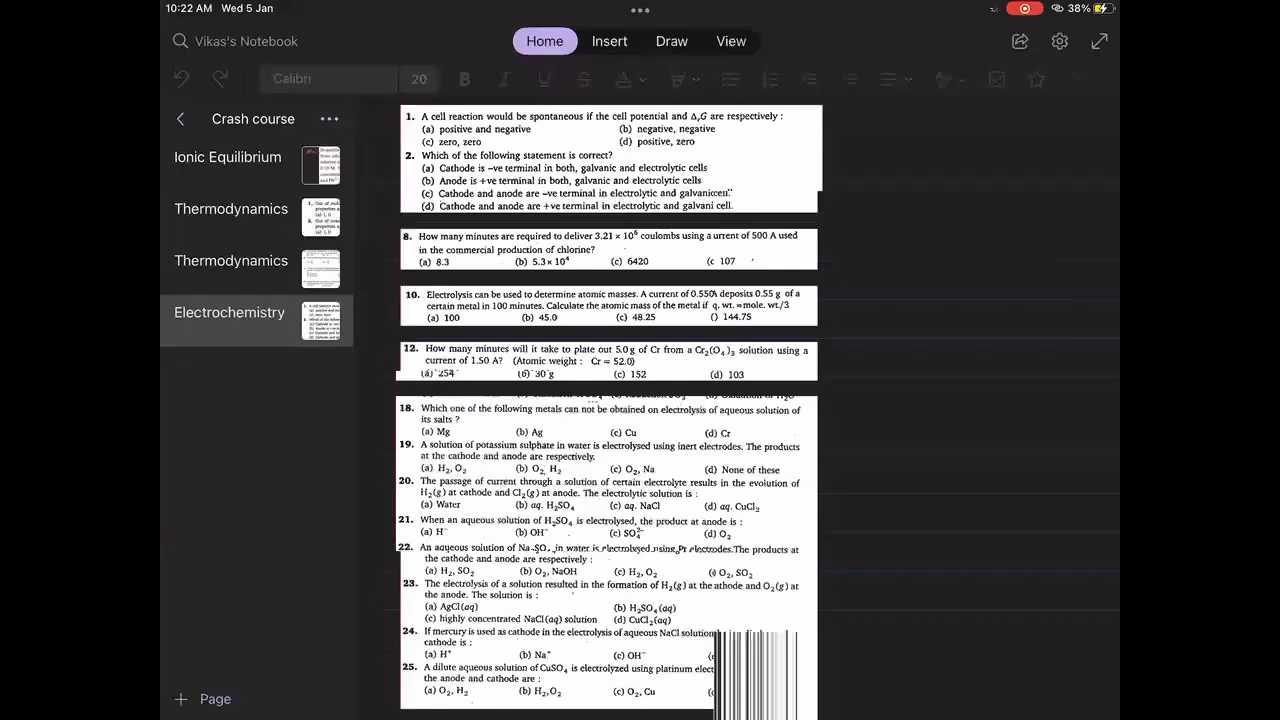 10:22 AM Wed 5 Jan
38%
Vikas's Notebook
Home
Insert
Draw
View
Calibri
20
Crash course
Ionic Equilibrium
Thermodynamics
Thermodynamics
Electrochemistry
Page
1. A cell reaction would be spontaneous if the cell potential and ΔᵣG are respectively :
(a) positive and negative (b) negative, negative
(c) zero, zero (d) positive, zero
2. Which of the following statement is correct?
(a) Cathode is –ve terminal in both, galvanic and electrolytic cells
(b) Anode is +ve terminal in both, galvanic and electrolytic cells
(c) Cathode and anode are –ve terminal in electrolytic and
(d) Cathode and anode are +ve terminal in electrolytic and galvani cell.
8. How many minutes are required to deliver 3.21 × 10⁶ coulombs using a urrent of 500 A used
in the commercial production of chlorine?
(a) 8.3 (b) 5.3 × 10⁴ (c) 6420 (c 107
10. Electrolysis can be used to determine atomic masses. A current of 0.550A deposits 0.55 g of a
certain metal in 100 minutes. Calculate the atomic mass of the metal if q. wt. = mole. wt./3
(a) 100 (b) 45.0 (c) 48.25 () 144.75
12. How many minutes will it take to plate out 5.0 g of Cr from a Cr₂(O₄)₃ solution using a
current of 1.50 A? (Atomic weight : Cr = 52.0)
(a) 254 (b) 30 g (c) 152 (d) 103
18. Which one of the following metals can not be obtained on electrolysis of aqueous solution of
its salts ?
(a) Mg (b) Ag (c) Cu (d) Cr
19. A solution of potassium sulphate in water is electrolysed using inert electrodes. The products
at the cathode and anode are respectively.
(a) H₂, O₂ (b) O₂, H₂ (c) O₂, Na (d) None of these
20. The passage of current through a solution of certain electrolyte results in the evolution of
H₂(g) at cathode and Cl₂(g) at anode. The electrolytic solution is :
(a) Water (b) aq. H₂SO₄ (c) aq. NaCl (d) aq. CuCl₂
21. When an aqueous solution of H₂SO₄ is electrolysed, the product at anode is :
(a) H⁻ (b) OH⁻ (c) SO₄²⁻ (d) O₂
22. An aqueous solution of Na₂SO₄ in water is electrolysed using Pt electrodes. The products at
the cathode and anode are respectively :
(a) H₂, SO₂ (b) O₂, NaOH (c) H₂, O₂ (d) O₂, SO₂
23. The electrolysis of a solution resulted in the formation of H₂(g) at the athode and O₂(g) at
the anode. The solution is :
(a) AgCl(aq) (b) H₂SO₄(aq)
(c) highly concentrated NaCl(aq) solution (d) CuCl₂(aq)
24. If mercury is used as cathode in the electrolysis of aqueous NaCl solution
cathode is :
(a) H⁺ (b) Na⁺ (c) OH⁻
25. A dilute aqueous solution of CuSO₄ is electrolyzed using platinum elect
the anode and cathode are :
(a) O₂, H₂ (b) H₂, O₂ (c) O₂, Cu